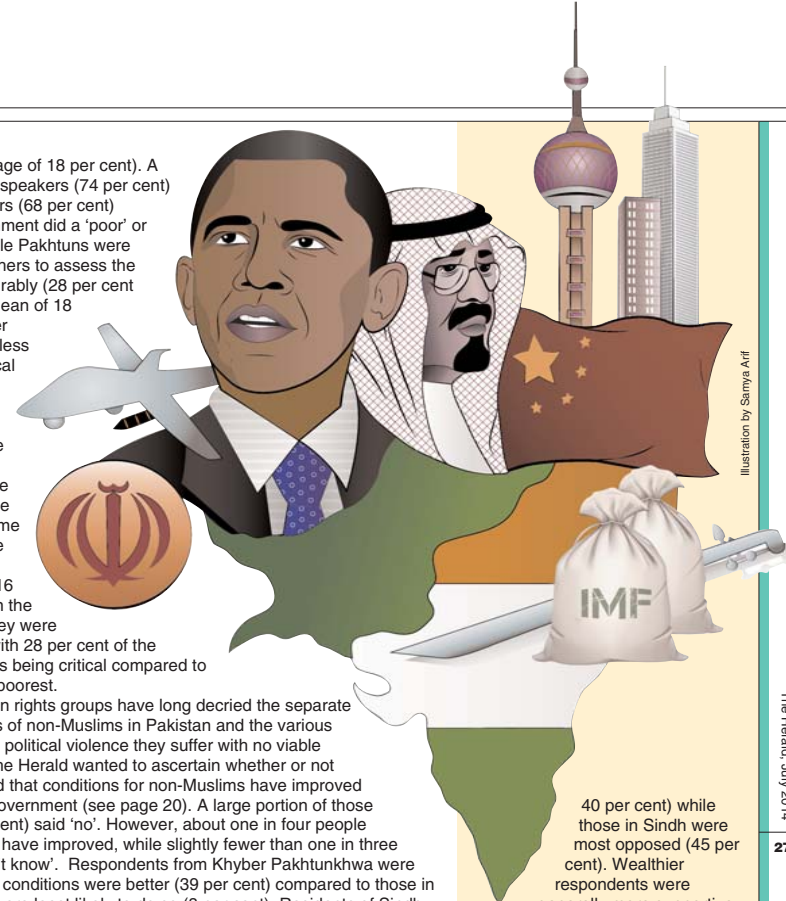 age of 18 per cent). A
speakers (74 per cent)
rs (68 per cent)
ment did a ‘poor’ or
le Pakhtuns were
hers to assess the
rably (28 per cent
ean of 18
er
less
cal
e
e
e
me
e
16
n the
ey were
ith 28 per cent of the
s being critical compared to
poorest.
n rights groups have long decried the separate
s of non-Muslims in Pakistan and the various
political violence they suffer with no viable
he Herald wanted to ascertain whether or not
d that conditions for non-Muslims have improved
overnment (see page 20). A large portion of those
ent) said ‘no’. However, about one in four people
have improved, while slightly fewer than one in three
t know’. Respondents from Khyber Pakhtunkhwa were
conditions were better (39 per cent) compared to those in
IMF
Illustration by Samya Arif
40 per cent) while
those in Sindh were
most opposed (45 per
cent). Wealthier
respondents were
The Herald, July 2014
27